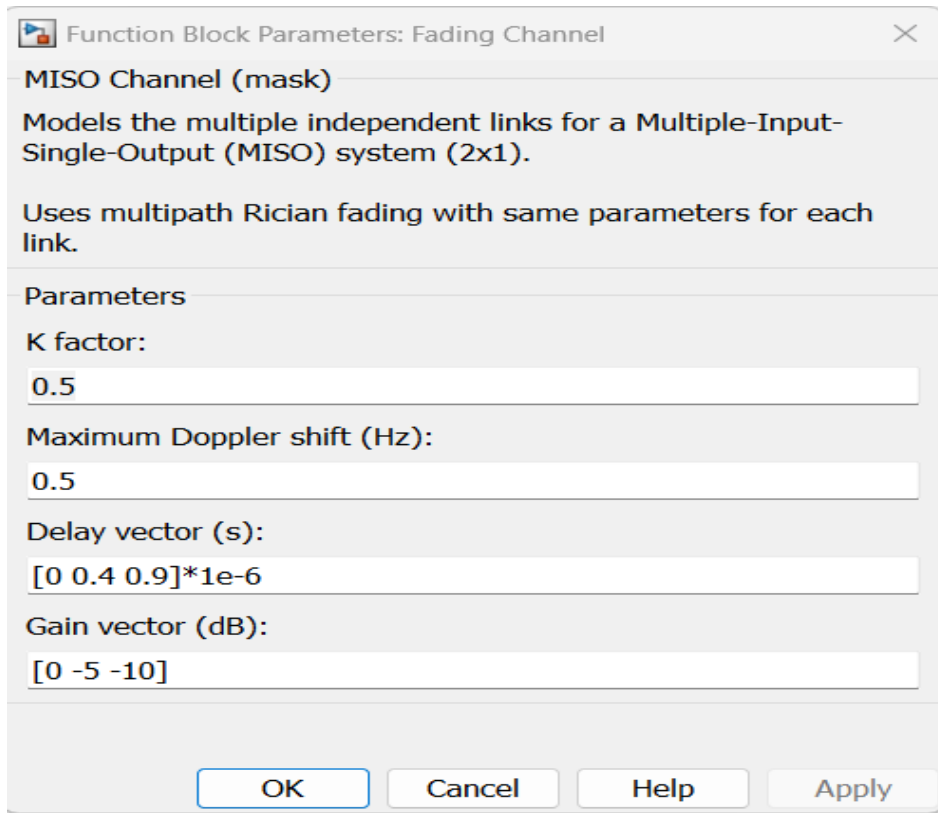 Function Block Parameters: Fading Channel
MISO Channel (mask)
Models the multiple independent links for a Multiple-Input-
Single-Output (MISO) system (2x1).
Uses multipath Rician fading with same parameters for each
link.
Parameters
K factor:
0.5
Maximum Doppler shift (Hz):
0.5
Delay vector (s):
[0 0.4 0.9]*1e-6
Gain vector (dB):
[0 -5 -10]
OK Cancel Help Apply